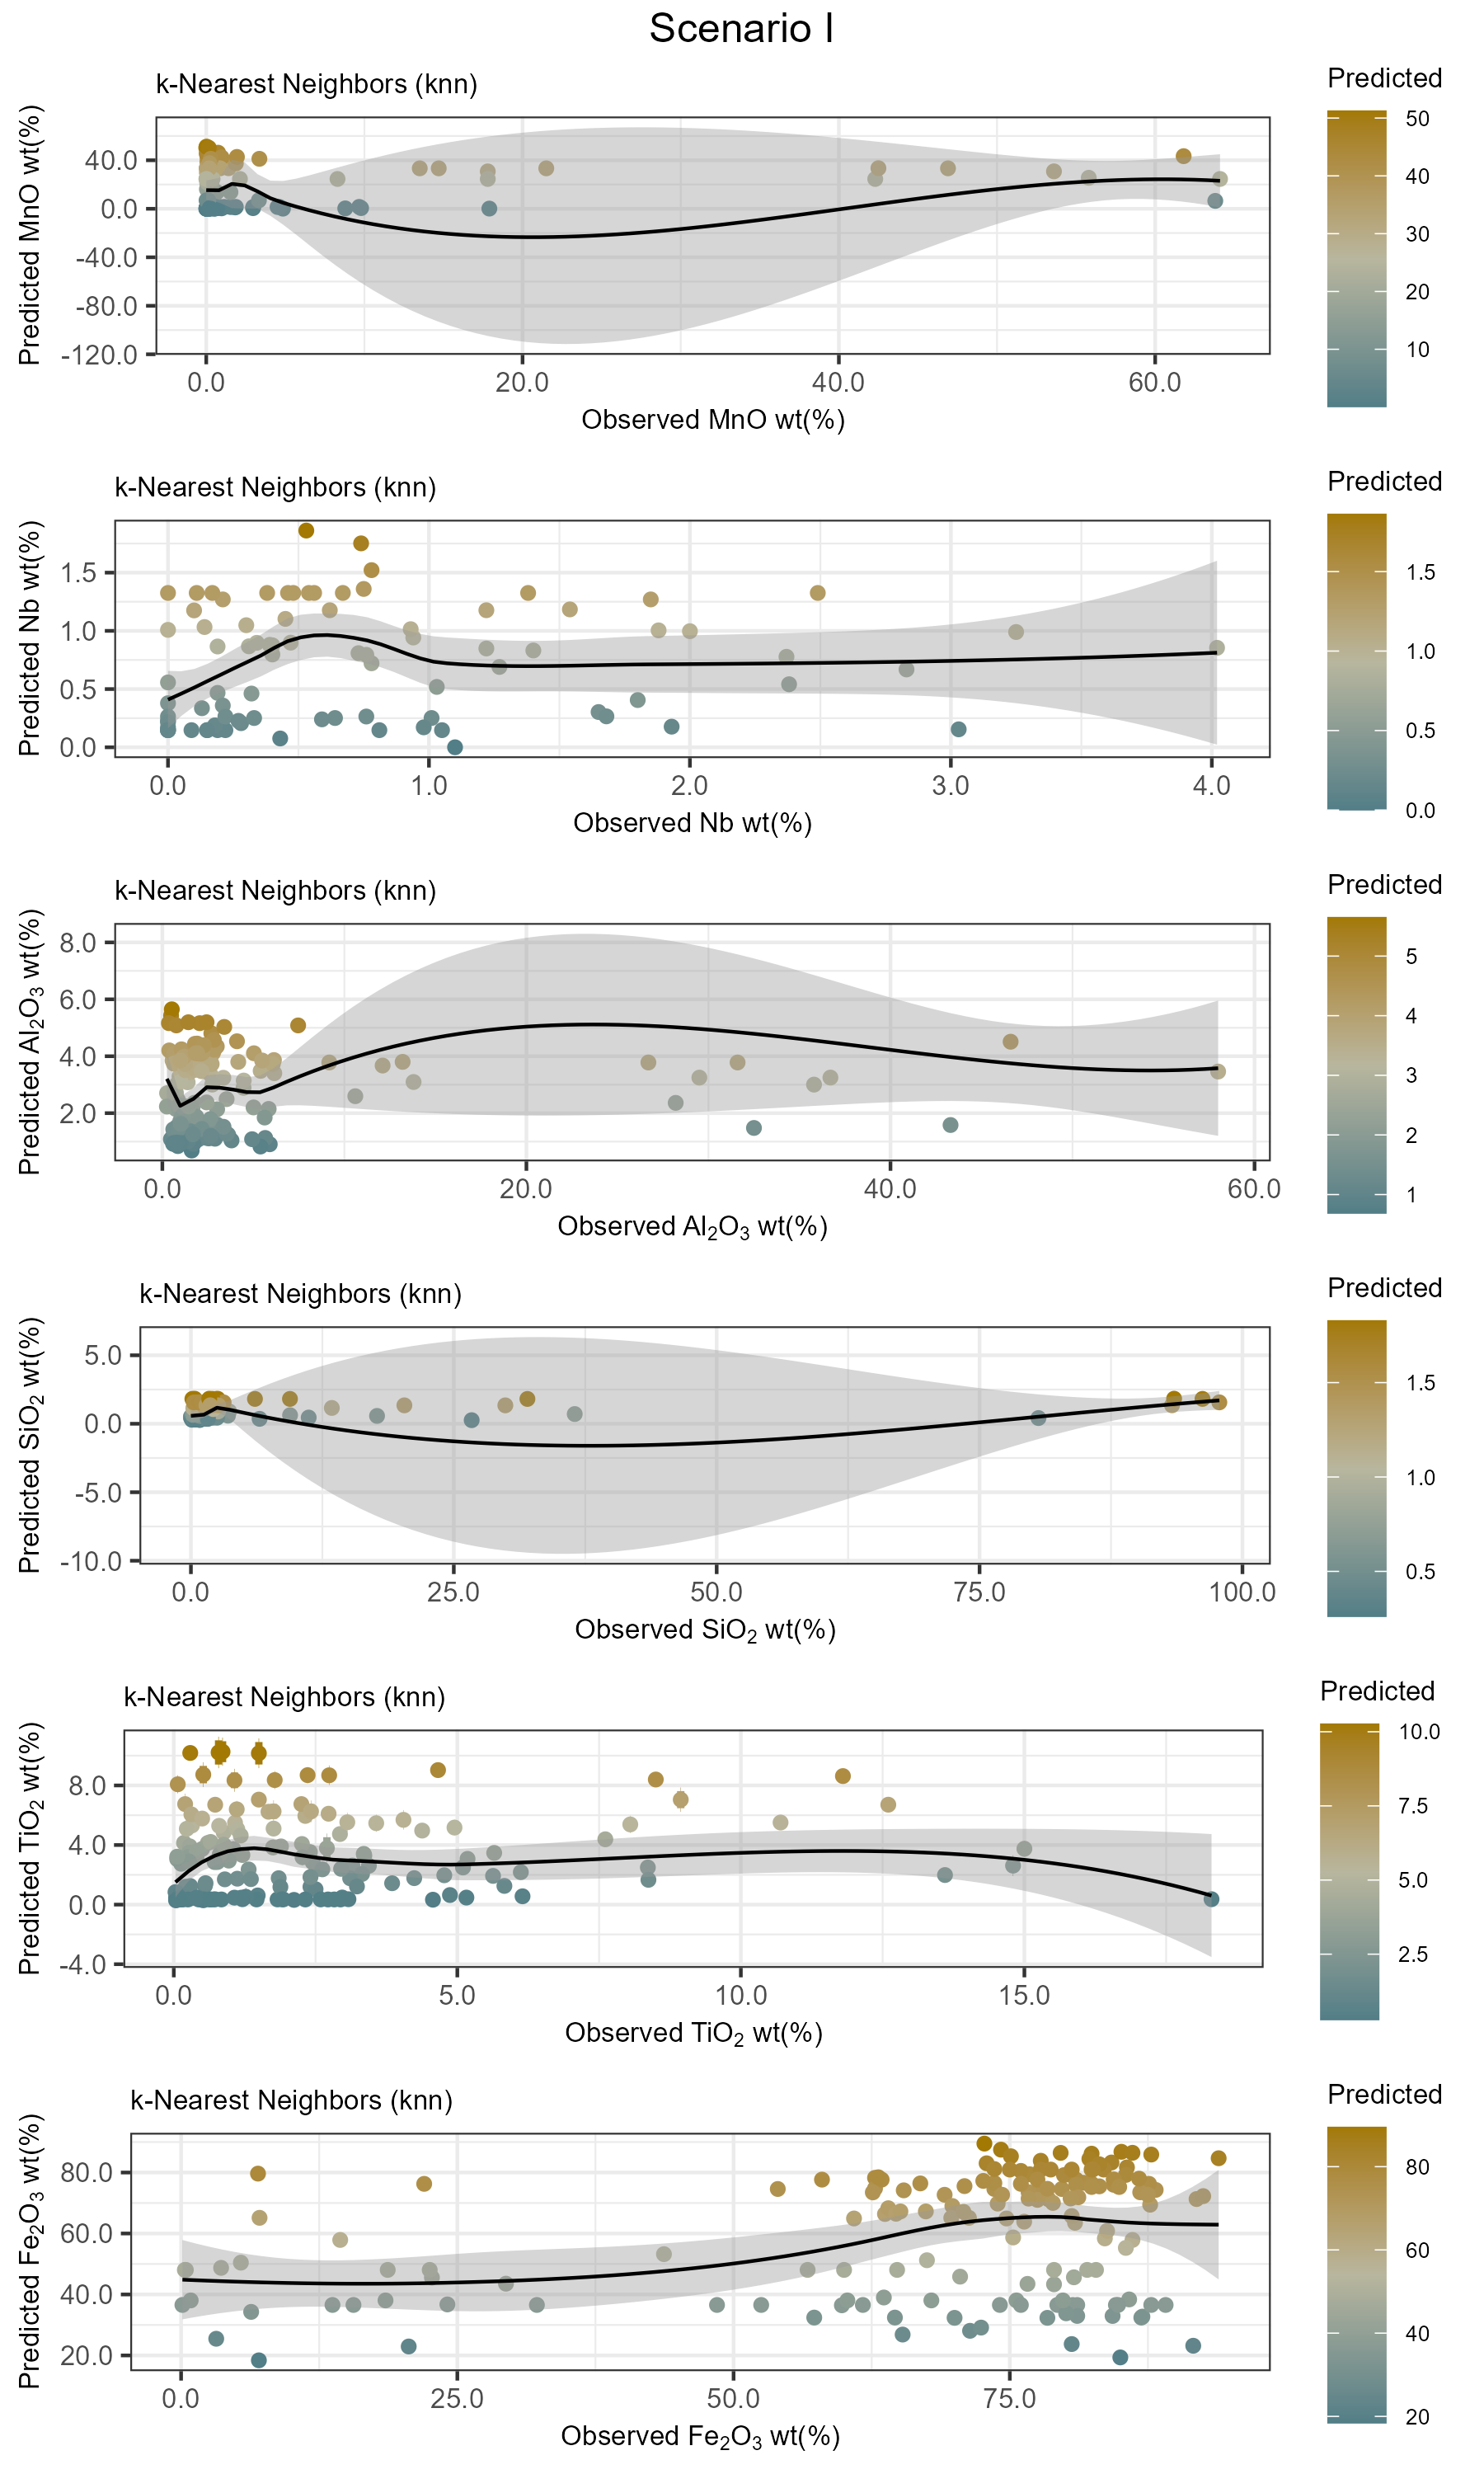 Scenario I
k-Nearest Neighbors (knn)
Predicted MnO wt(%)
40.0
0.0
-40.0
-80.0
-120.0
0.0 20.0 40.0 60.0
Observed MnO wt(%)
Predicted
50
40
30
20
10
k-Nearest Neighbors (knn)
Predicted Nb wt(%)
1.5
1.0
0.5
0.0
0.0 1.0 2.0 3.0 4.0
Observed Nb wt(%)
Predicted
1.5
1.0
0.5
0.0
k-Nearest Neighbors (knn)
Predicted Al₂O₃ wt(%)
8.0
6.0
4.0
2.0
0.0 20.0 40.0 60.0
Observed Al₂O₃ wt(%)
Predicted
5
4
3
2
1
k-Nearest Neighbors (knn)
Predicted SiO₂ wt(%)
5.0
0.0
-5.0
-10.0
0.0 25.0 50.0 75.0 100.0
Observed SiO₂ wt(%)
Predicted
1.5
1.0
0.5
k-Nearest Neighbors (knn)
Predicted TiO₂ wt(%)
8.0
4.0
0.0
-4.0
0.0 5.0 10.0 15.0
Observed TiO₂ wt(%)
Predicted
10.0
7.5
5.0
2.5
k-Nearest Neighbors (knn)
Predicted Fe₂O₃ wt(%)
80.0
60.0
40.0
20.0
0.0 25.0 50.0 75.0
Observed Fe₂O₃ wt(%)
Predicted
80
60
40
20